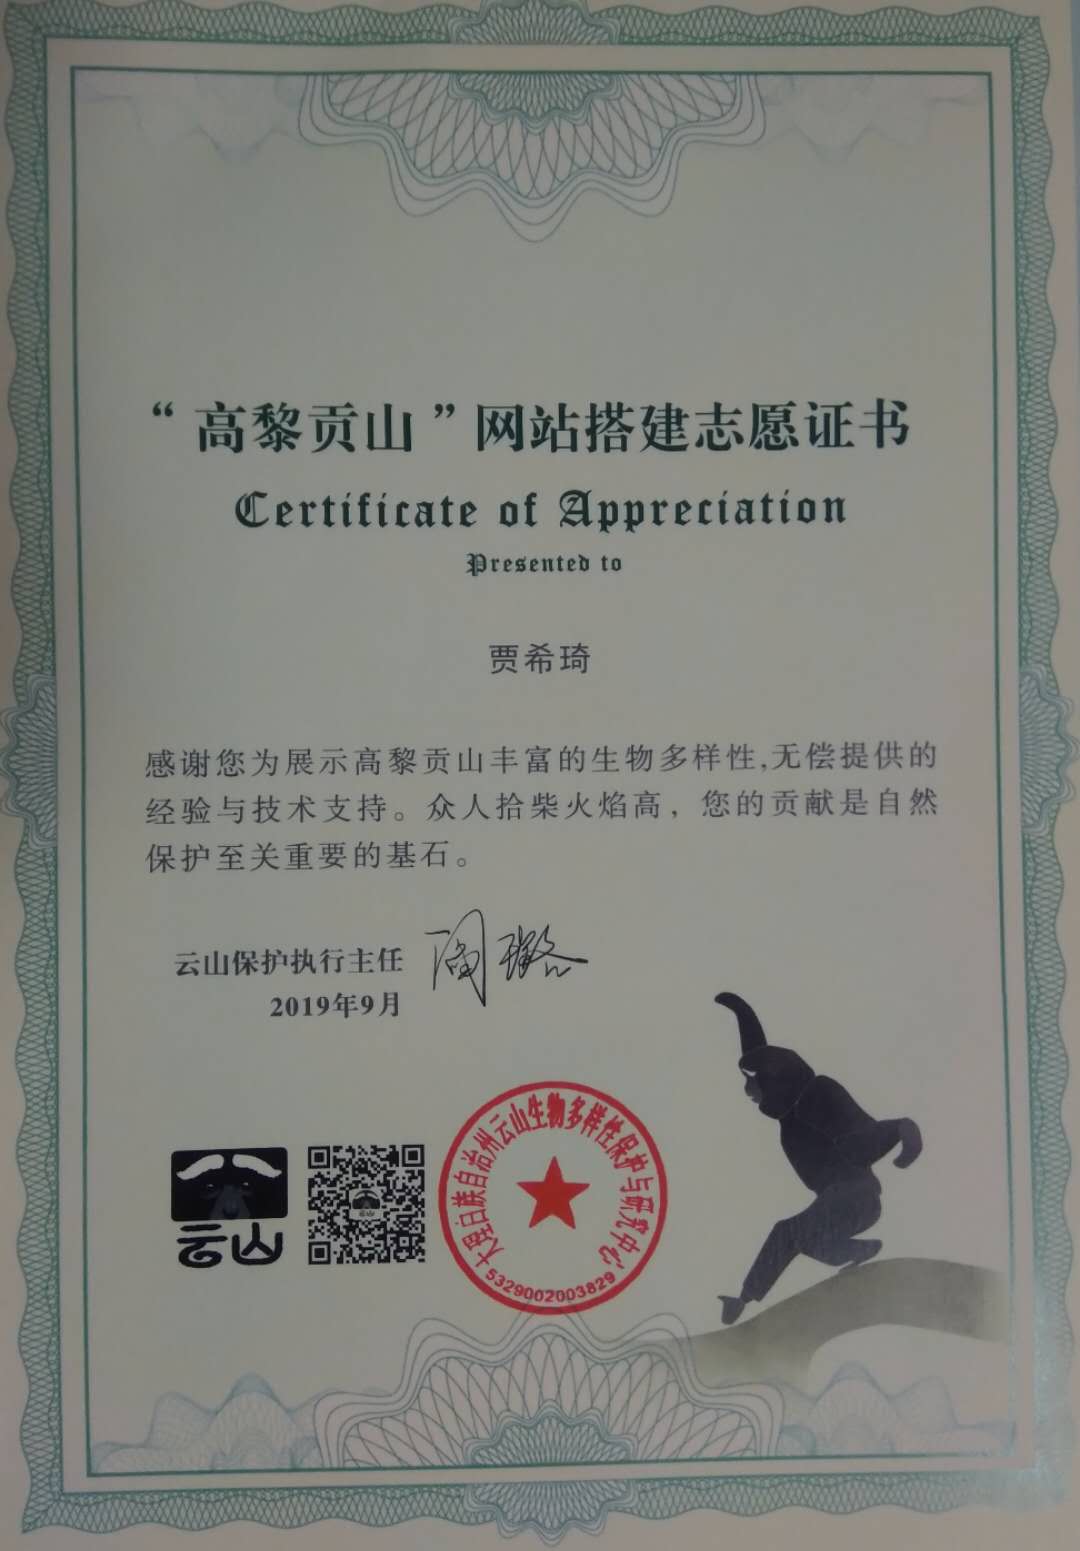 “高黎贡山”网站搭建志愿证书
Certificate of Appreciation
Presented to
贾希琦
感谢您为展示高黎贡山丰富的生物多样性,无偿提供的
经验与技术支持。众人拾柴火焰高，您的贡献是自然
保护至关重要的基石。
云山保护执行主任
2019年9月
云山
大理白族自治州云山生物多样性保护与研究中心
5329002003829